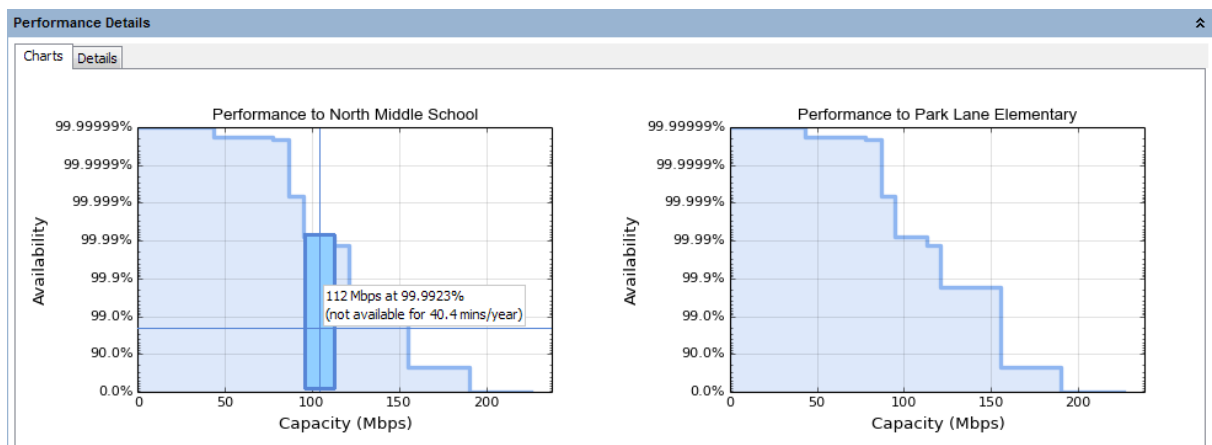 Performance Details
Charts Details
Performance to North Middle School
99.99999%
99.9999%
99.999%
99.99%
99.9%
99.0%
90.0%
0.0%
Availability
112 Mbps at 99.9923%
(not available for 40.4 mins/year)
0 50 100 150 200
Capacity (Mbps)
Performance to Park Lane Elementary
99.99999%
99.9999%
99.999%
99.99%
99.9%
99.0%
90.0%
0.0%
Availability
0 50 100 150 200
Capacity (Mbps)